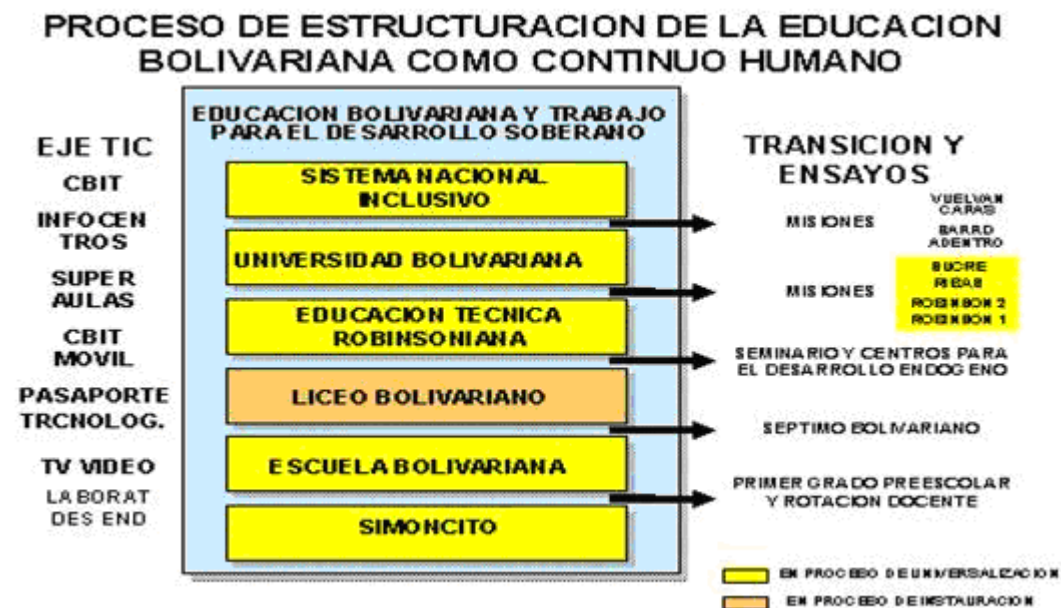 PROCESO DE ESTRUCTURACION DE LA EDUCACION
BOLIVARIANA COMO CONTINUO HUMANO
EDUCACION BOLIVARIANA Y TRABAJO
PARA EL DESARROLLO SOBERANO
EJE TIC
CBIT
INFOCEN
TROS
SUPER
AULAS
CBIT
MOVIL
PASAPORTE
TRCNOLOG.
TV VIDEO
LABORAT
DES END
SISTEMA NACIONAL
INCLUSIVO
UNIVERSIDAD BOLIVARIANA
EDUCACION TECNICA
ROBINSONIANA
LICEO BOLIVARIANO
ESCUELA BOLIVARIANA
SIMONCITO
TRANSICION Y
ENSAYOS
MISIONES
VUELVAN
CARAS
BARRO
ADENTRO
MISIONES
SUCRE
RIBAS
ROBINSON 2
ROBINSON 1
SEMINARIO Y CENTROS PARA
EL DESARROLLO ENDOGENO
SEPTIMO BOLIVARIANO
PRIMER GRADO PREESCOLAR
Y ROTACION DOCENTE
EN PROCESO DE UNIVERSALIZACION
EN PROCESO DE INSTAURACION